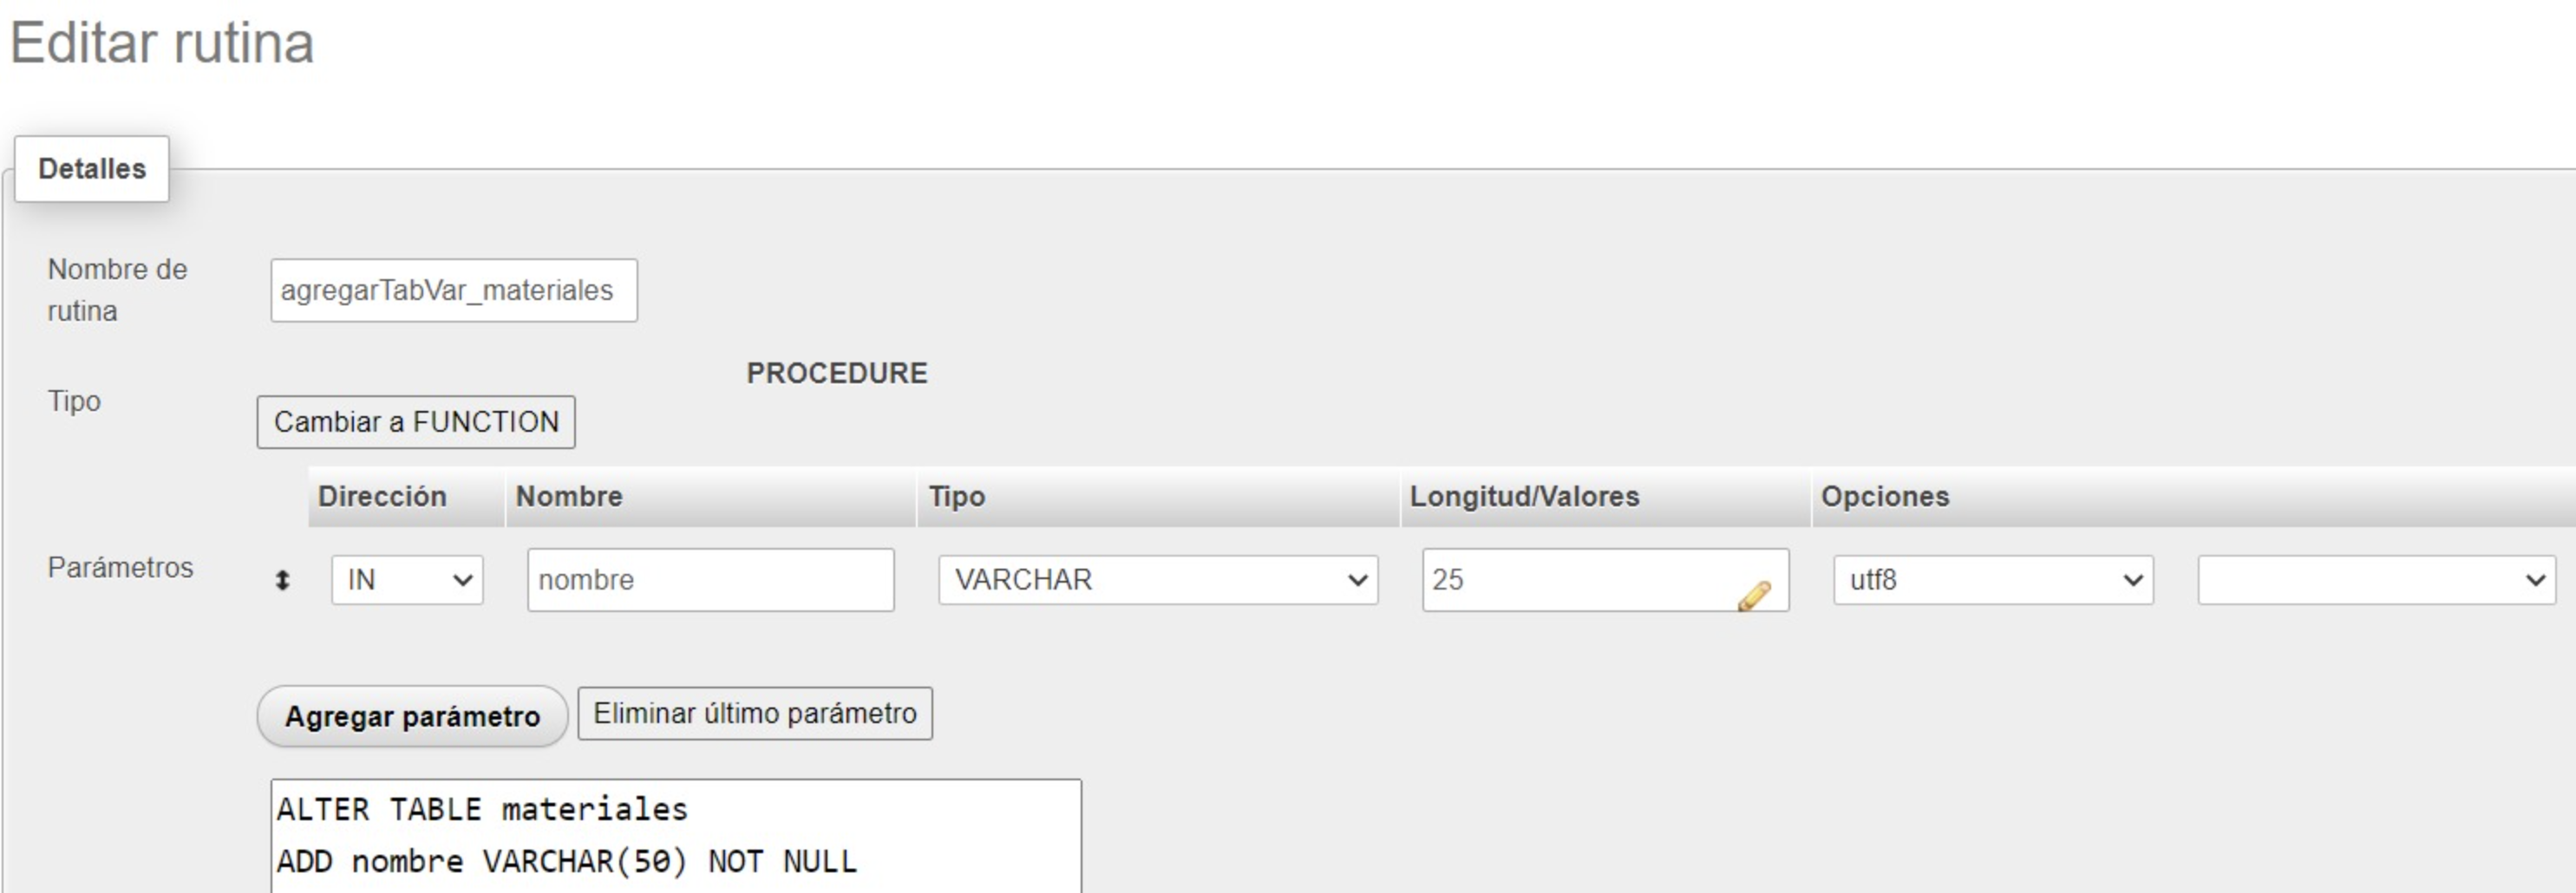 Editar rutina
Detalles
Nombre de
rutina
agregarTabVar_materiales
Tipo
PROCEDURE
Cambiar a FUNCTION
Dirección Nombre Tipo Longitud/Valores Opciones
Parámetros IN nombre VARCHAR 25 utf8
Agregar parámetro Eliminar último parámetro
ALTER TABLE materiales
ADD nombre VARCHAR(50) NOT NULL